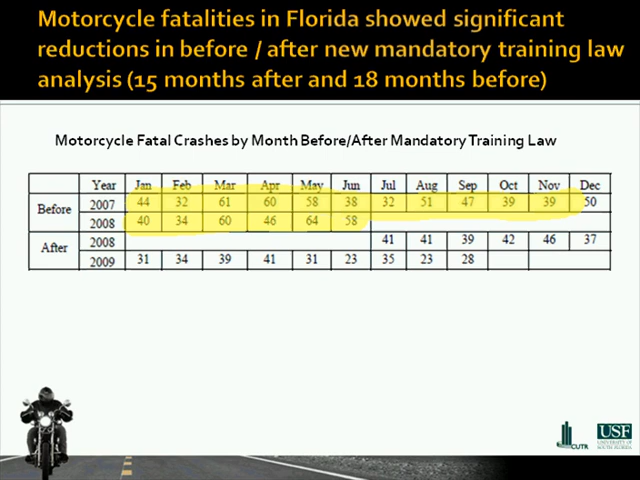 Motorcycle fatalities in Florida showed significant
reductions in before / after new mandatory training law
analysis (15 months after and 18 months before)
Motorcycle Fatal Crashes by Month Before/After Mandatory Training Law
Year Jan Feb Mar Apr May Jun Jul Aug Sep Oct Nov Dec
Before 2007 44 32 61 60 58 38 32 51 47 39 39 50
2008 40 34 60 46 64 58
After 2008 41 41 39 42 46 37
2009 31 34 39 41 31 23 35 23 28
CUTR
USF
UNIVERSITY OF
SOUTH FLORIDA